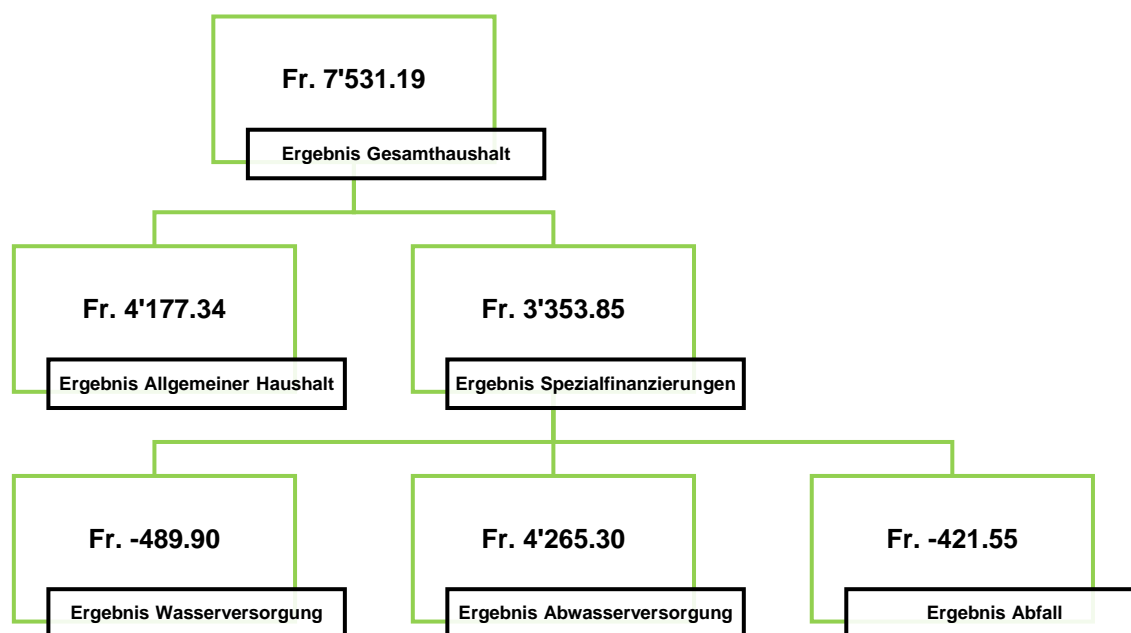 Fr. 7'531.19
Ergebnis Gesamthaushalt
Fr. 4'177.34
Ergebnis Allgemeiner Haushalt
Fr. 3'353.85
Ergebnis Spezialfinanzierungen
Fr. -489.90
Ergebnis Wasserversorgung
Fr. 4'265.30
Ergebnis Abwasserversorgung
Fr. -421.55
Ergebnis Abfall